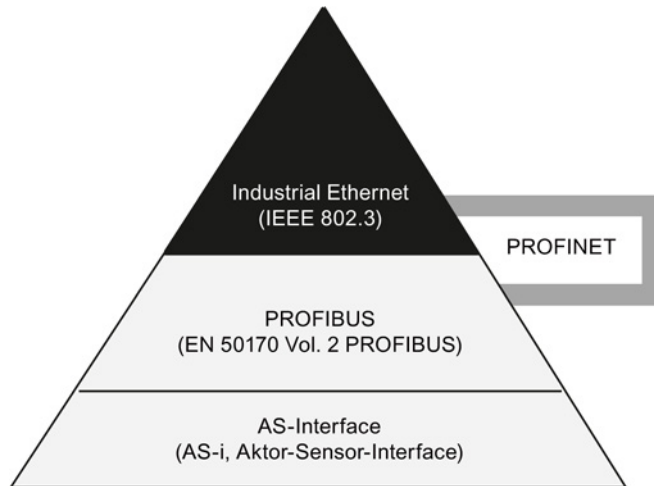 Industrial Ethernet
(IEEE 802.3)
PROFINET
PROFIBUS
(EN 50170 Vol. 2 PROFIBUS)
AS-Interface
(AS-i, Aktor-Sensor-Interface)